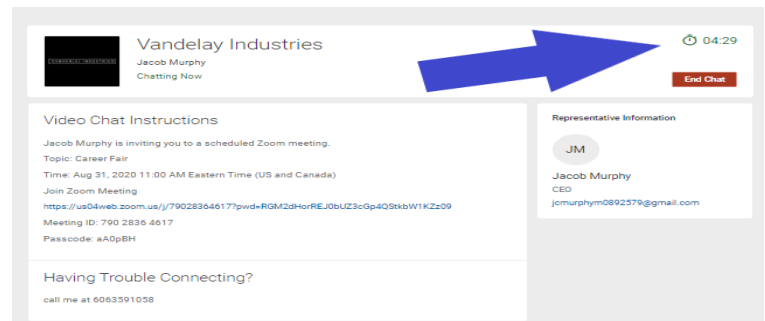 Vandelay Industries
Jacob Murphy
Chatting Now
04:29
End Chat
Video Chat Instructions
Jacob Murphy is inviting you to a scheduled Zoom meeting.
Topic: Career Fair
Time: Aug 31, 2020 11:00 AM Eastern Time (US and Canada)
Join Zoom Meeting
https://us04web.zoom.us/j/79028364617?pwd=RGM2dHorREJ0bUZ3cGp4QStkbW1KZz09
Meeting ID: 790 2836 4617
Passcode: aA0pBH
Having Trouble Connecting?
call me at 6063591058
Representative Information
JM
Jacob Murphy
CEO
jcmurphym0892579@gmail.com